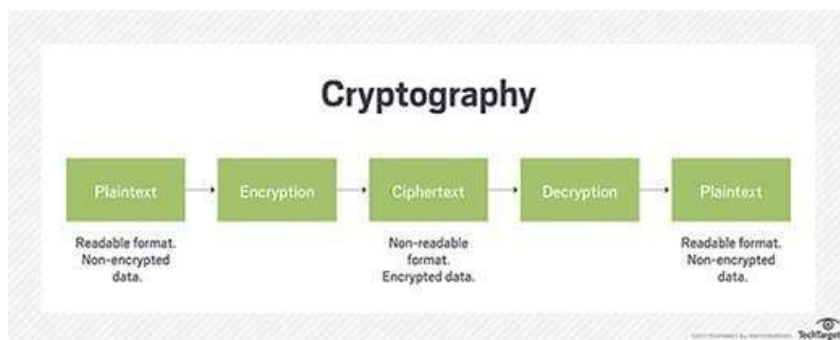 Cryptography
Plaintext
Encryption
Ciphertext
Decryption
Plaintext
Readable format.
Non-encrypted
data.
Non-readable
format.
Encrypted data.
Readable format.
Non-encrypted
data.
TechTarget